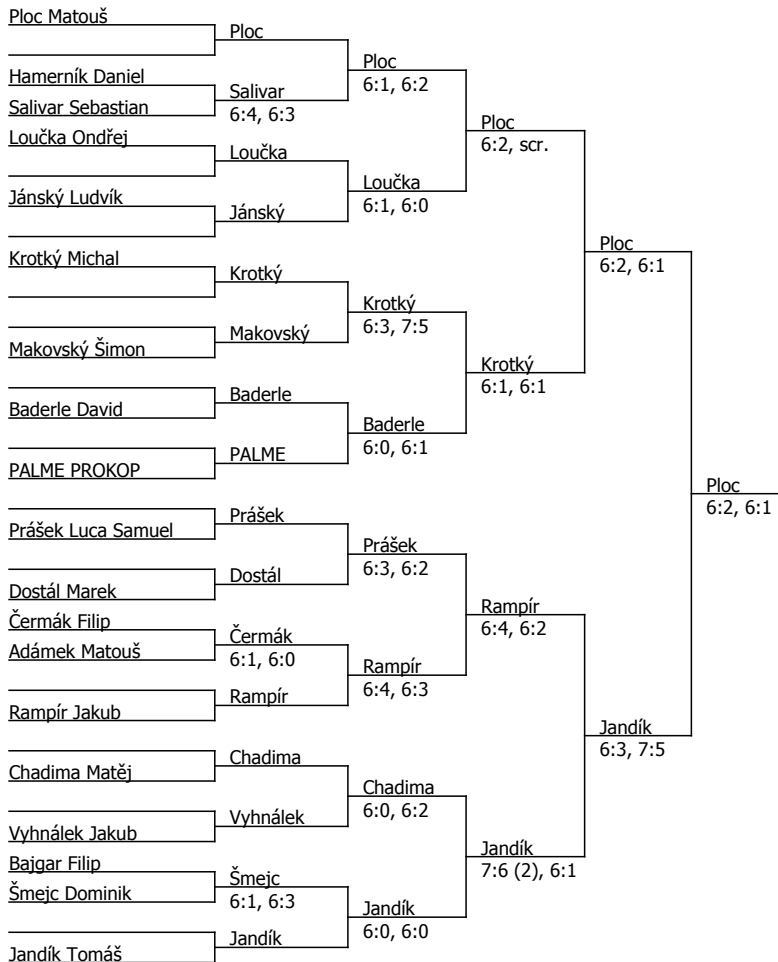 Ploc Matouš
Ploc
Ploc
6:1, 6:2
Hamerník Daniel
Salivar
6:4, 6:3
Salivar Sebastian
Ploc
6:2, scr.
Loučka Ondřej
Loučka
Loučka
6:1, 6:0
Jánský Ludvík
Jánský
Ploc
6:2, 6:1
Krotký Michal
Krotký
Krotký
6:3, 7:5
Makovský
Makovský Šimon
Krotký
6:1, 6:1
Baderle
Baderle David
Baderle
6:0, 6:1
PALME
PALME PROKOP
Ploc
6:2, 6:1
Prášek
Prášek Luca Samuel
Prášek
6:3, 6:2
Dostál
Dostál Marek
Rampír
6:4, 6:2
Čermák Filip
Čermák
6:1, 6:0
Adámek Matouš
Rampír
6:4, 6:3
Rampír
Rampír Jakub
Jandík
6:3, 7:5
Chadima
Chadima Matěj
Chadima
6:0, 6:2
Vyhnálek
Vyhnálek Jakub
Jandík
7:6 (2), 6:1
Bajgar Filip
Šmejc
6:1, 6:3
Šmejc Dominik
Jandík
6:0, 6:0
Jandík
Jandík Tomáš